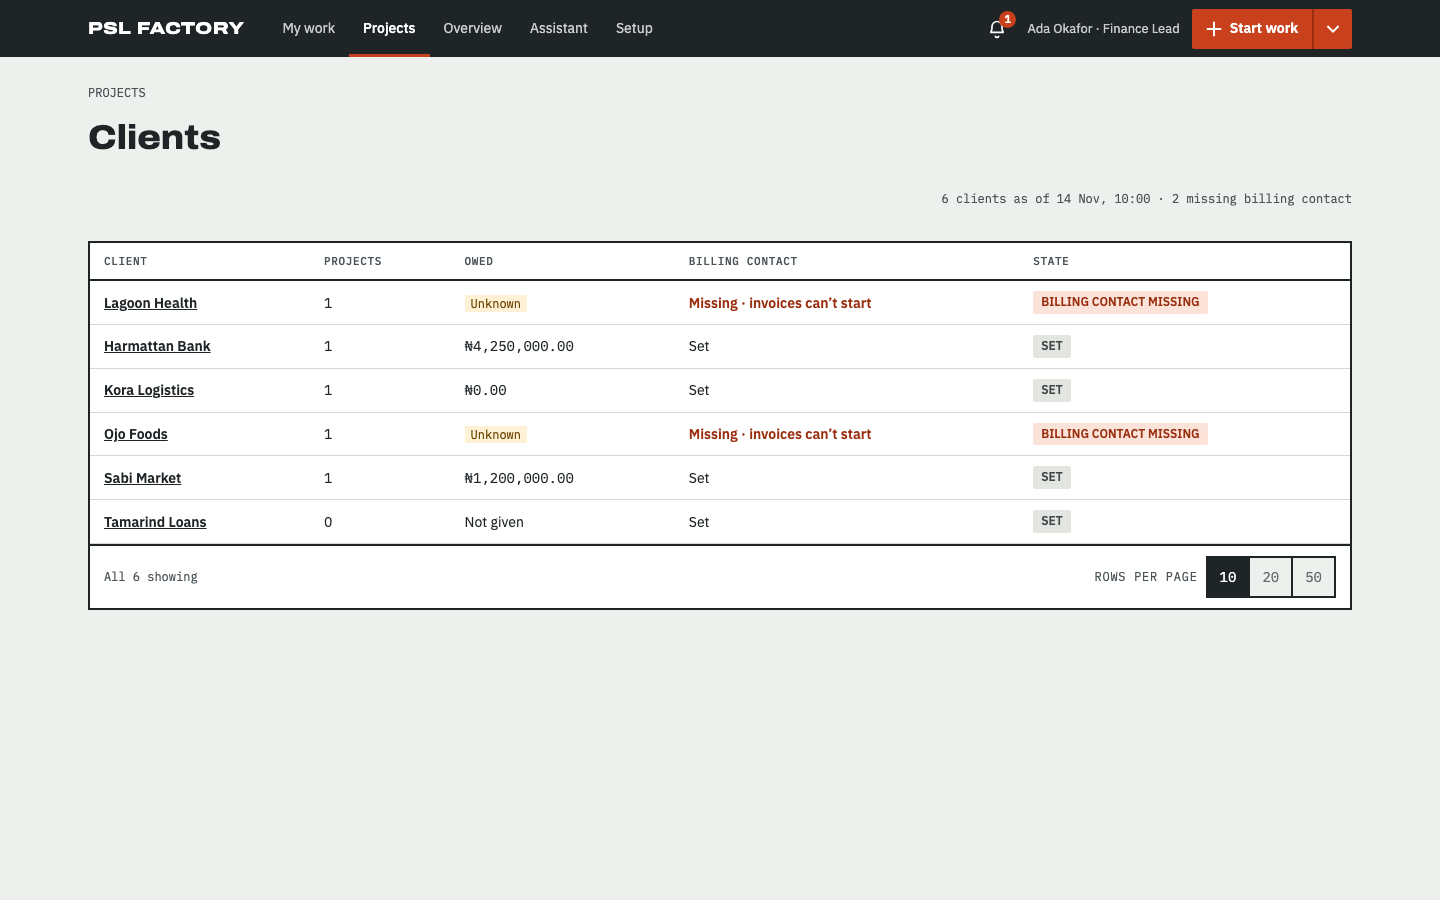 PSL FACTORY My work Projects Overview Assistant Setup 1 Ada Okafor · Finance Lead Start work
PROJECTS
Clients
6 clients as of 14 Nov, 10:00 · 2 missing billing contact
CLIENT PROJECTS OWED BILLING CONTACT STATE
Lagoon Health 1 Unknown Missing · invoices can’t start BILLING CONTACT MISSING
Harmattan Bank 1 ₦4,250,000.00 Set SET
Kora Logistics 1 ₦0.00 Set SET
Ojo Foods 1 Unknown Missing · invoices can’t start BILLING CONTACT MISSING
Sabi Market 1 ₦1,200,000.00 Set SET
Tamarind Loans 0 Not given Set SET
All 6 showing ROWS PER PAGE 10 20 50